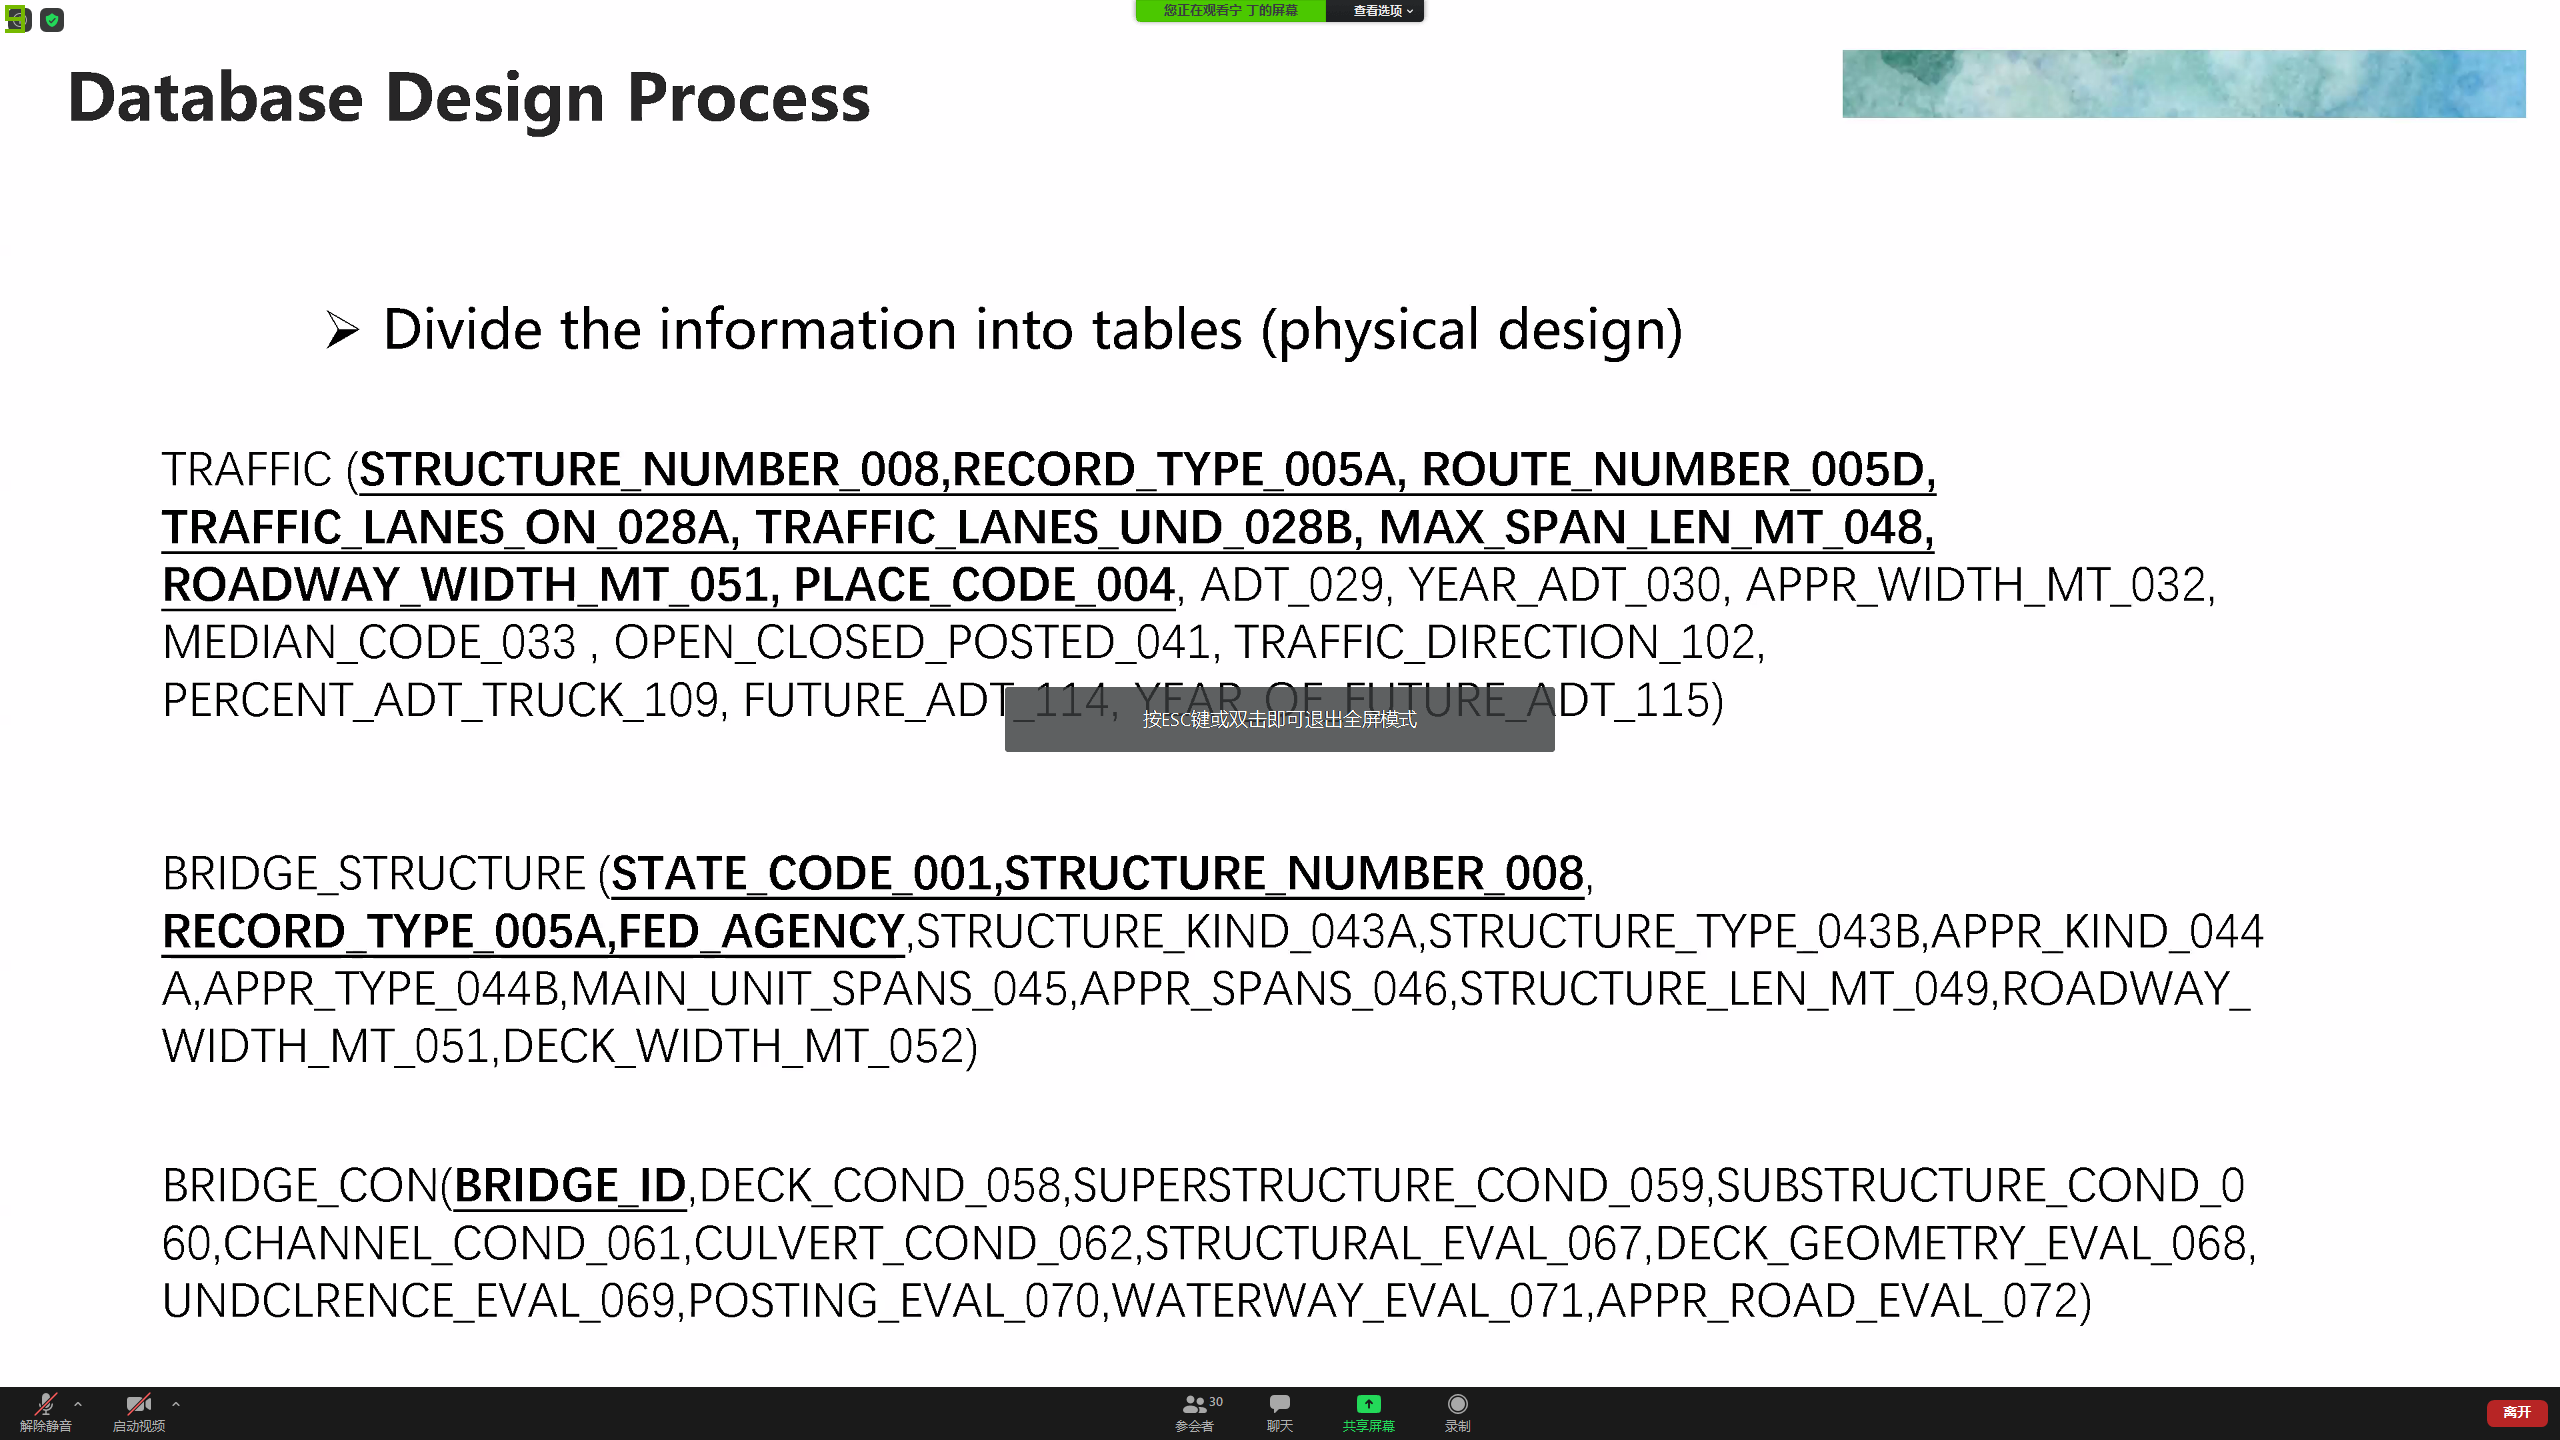 您正在观看宁 丁的屏幕 查看选项
Database Design Process
➢ Divide the information into tables (physical design)
TRAFFIC (STRUCTURE_NUMBER_008,RECORD_TYPE_005A, ROUTE_NUMBER_005D,
TRAFFIC_LANES_ON_028A, TRAFFIC_LANES_UND_028B, MAX_SPAN_LEN_MT_048,
ROADWAY_WIDTH_MT_051, PLACE_CODE_004, ADT_029, YEAR_ADT_030, APPR_WIDTH_MT_032,
MEDIAN_CODE_033 , OPEN_CLOSED_POSTED_041, TRAFFIC_DIRECTION_102,
PERCENT_ADT_TRUCK_109, FUTURE_ADT_114, YEAR_OF_FUTURE_ADT_115)
按ESC键或双击即可退出全屏模式
BRIDGE_STRUCTURE (STATE_CODE_001,STRUCTURE_NUMBER_008,
RECORD_TYPE_005A,FED_AGENCY,STRUCTURE_KIND_043A,STRUCTURE_TYPE_043B,APPR_KIND_044
A,APPR_TYPE_044B,MAIN_UNIT_SPANS_045,APPR_SPANS_046,STRUCTURE_LEN_MT_049,ROADWAY_
WIDTH_MT_051,DECK_WIDTH_MT_052)
BRIDGE_CON(BRIDGE_ID,DECK_COND_058,SUPERSTRUCTURE_COND_059,SUBSTRUCTURE_COND_0
60,CHANNEL_COND_061,CULVERT_COND_062,STRUCTURAL_EVAL_067,DECK_GEOMETRY_EVAL_068,
UNDCLRENCE_EVAL_069,POSTING_EVAL_070,WATERWAY_EVAL_071,APPR_ROAD_EVAL_072)
30
解除静音 启动视频 参会者 聊天 共享屏幕 录制 离开